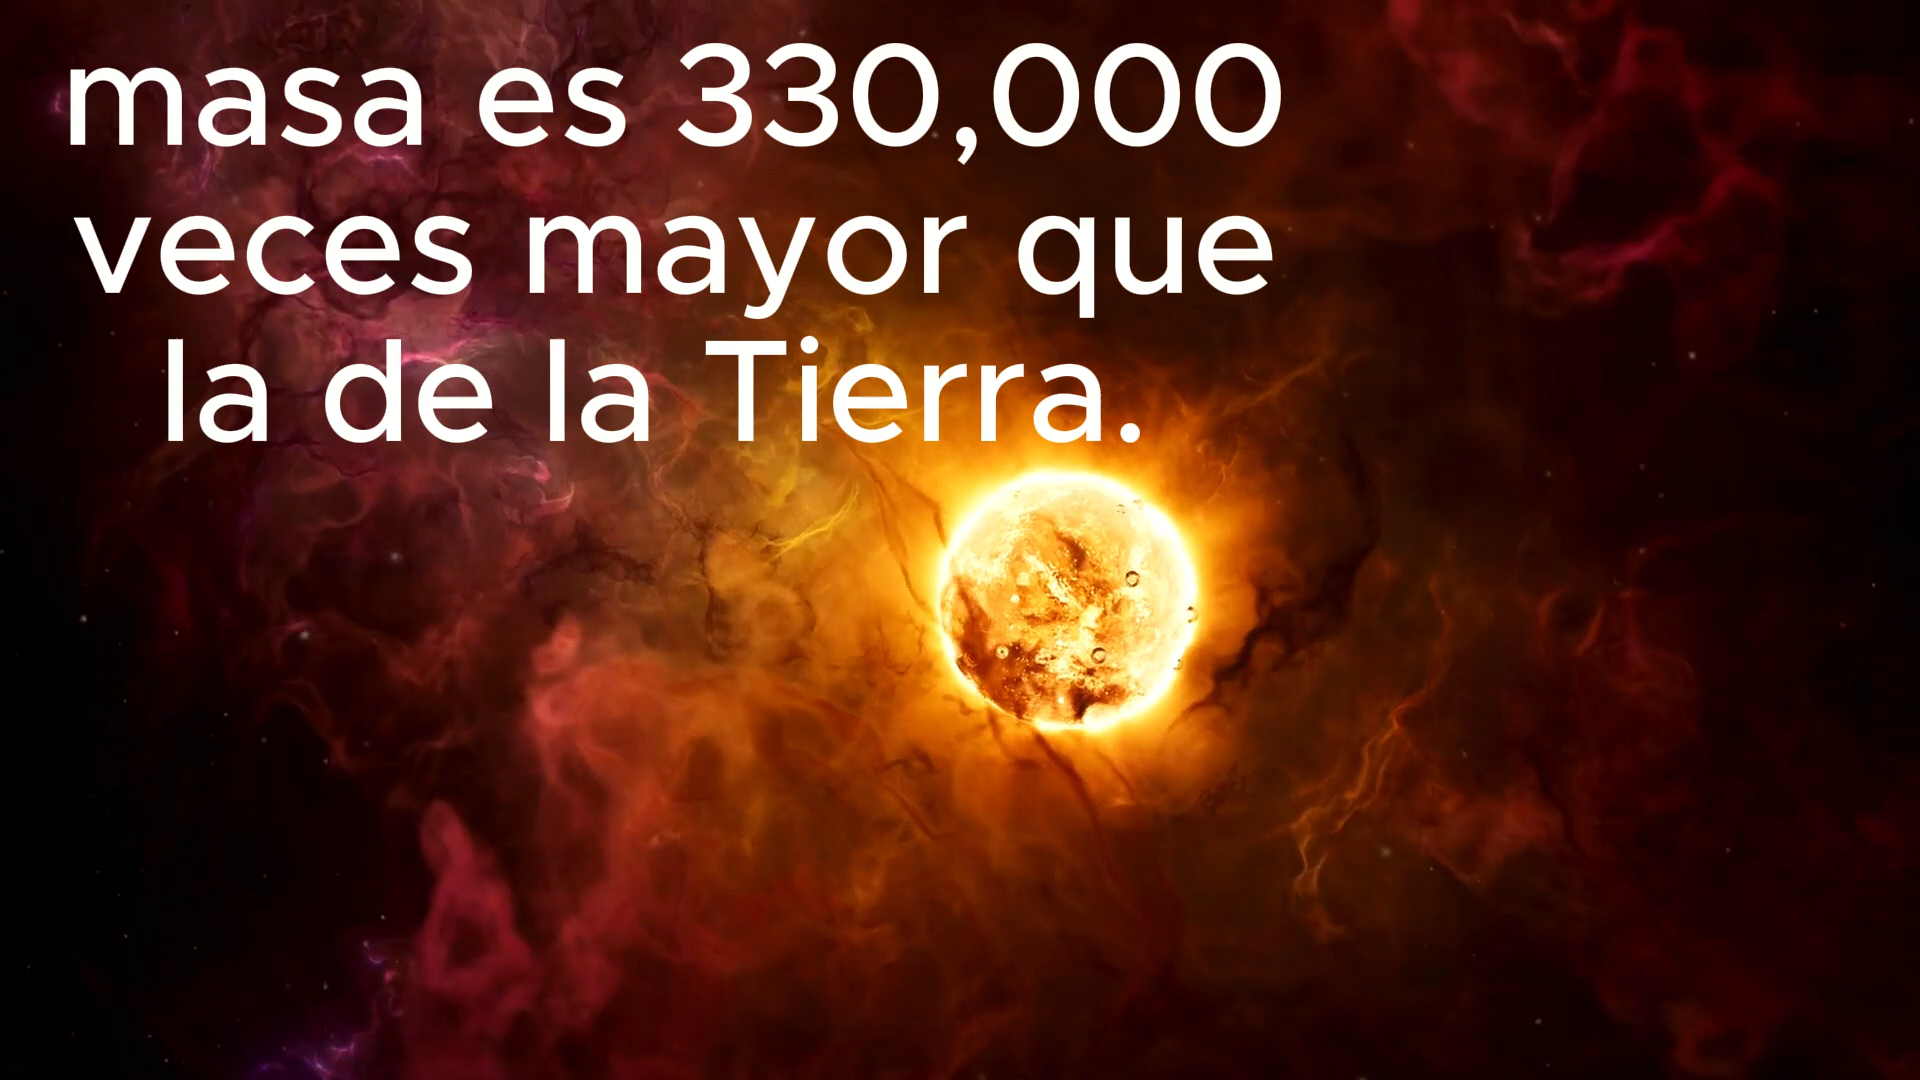 masa es 330,000
veces mayor que
la de la Tierra.